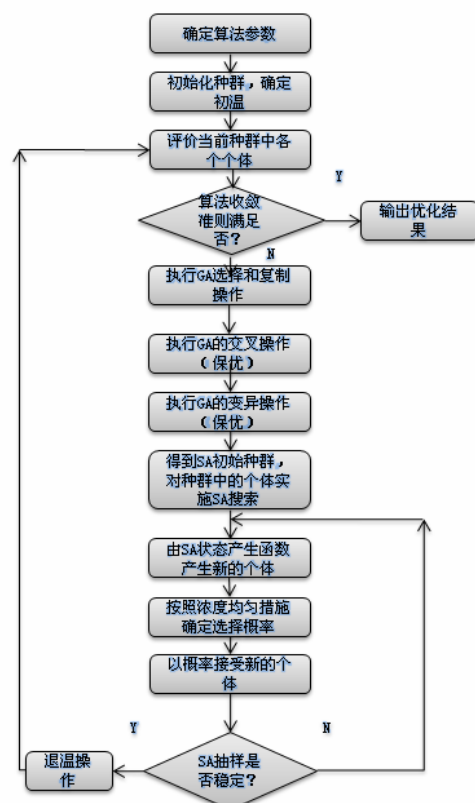 确定算法参数
初始化种群，确定
初温
评价当前种群中各
个个体
Y
算法收敛
准则满足
否？
输出优化结
果
N
执行GA选择和复制
操作
执行GA的交叉操作
（保优）
执行GA的变异操作
（保优）
得到SA初始种群，
对种群中的个体实
施SA搜索
由SA状态产生函数
产生新的个体
按照浓度均匀措施
确定选择概率
以概率接受新的个
体
Y
N
退温操
作
SA抽样是
否稳定？